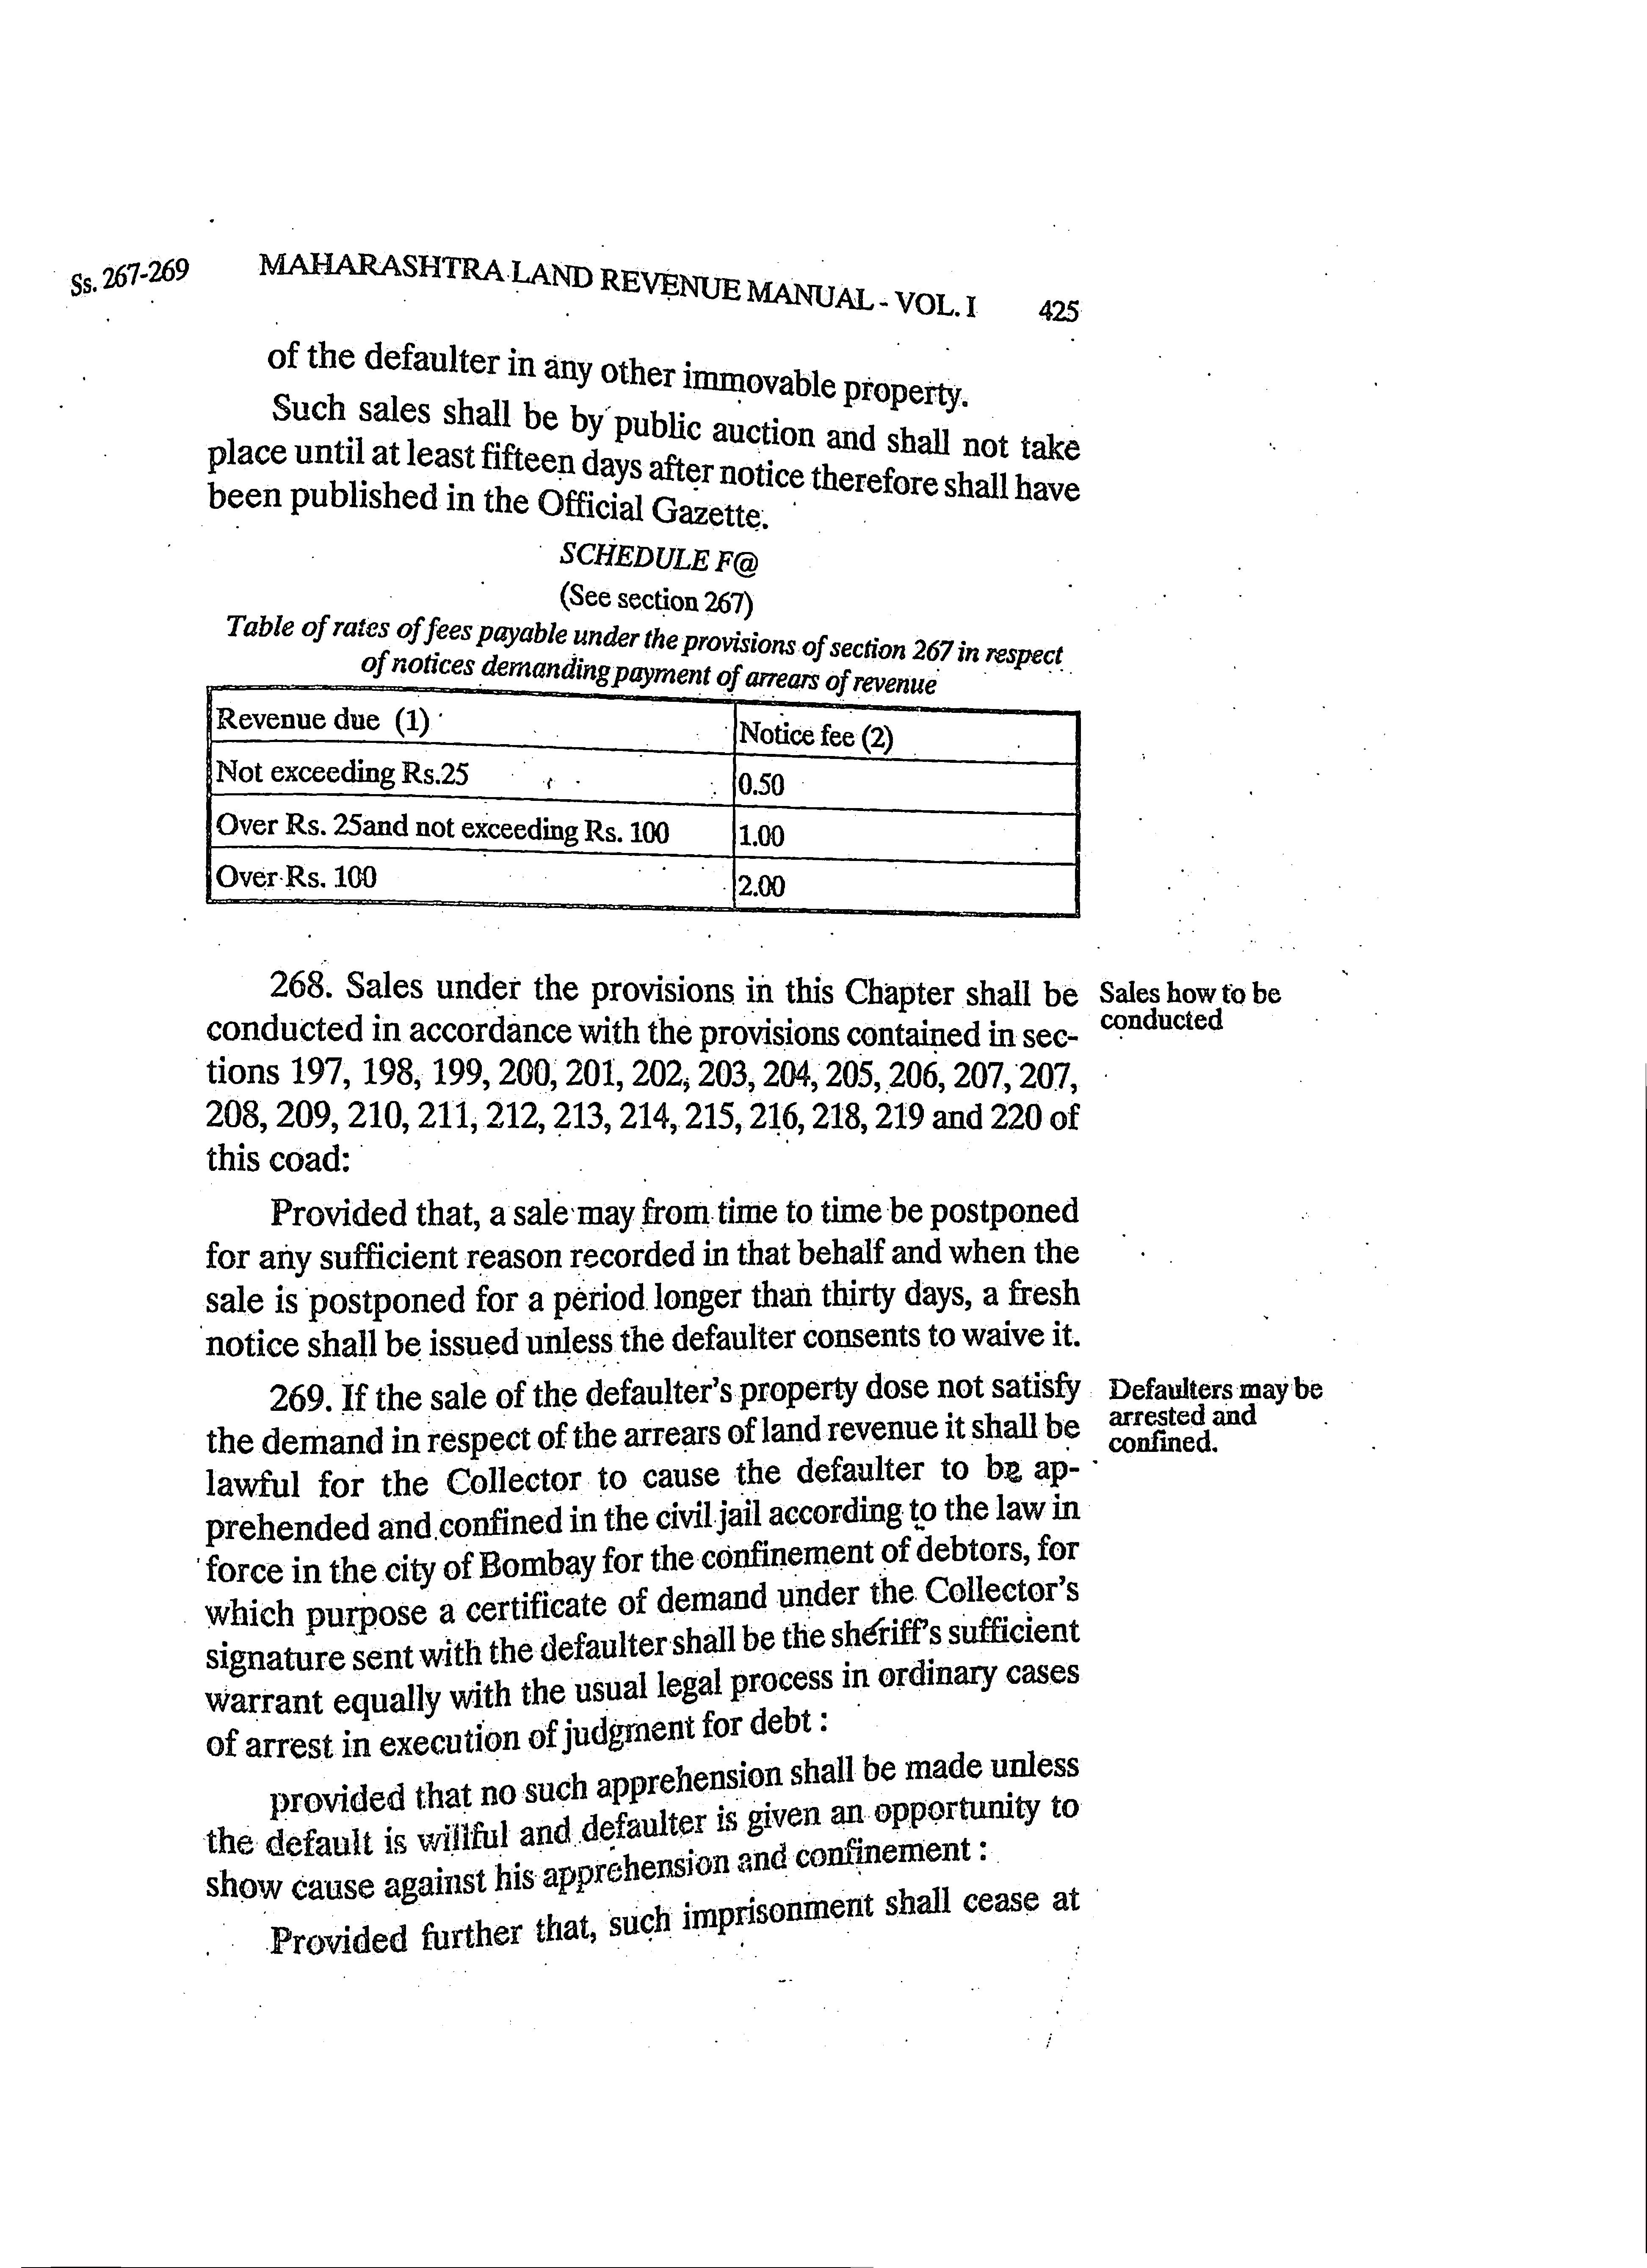 Ss. 267-269 MAHARASHTRA LAND REVENUE MANUAL - VOL. I 425
of the defaulter in any other immovable property.
Such sales shall be by public auction and shall not take
place until at least fifteen days after notice therefore shall have
been published in the Official Gazette.
SCHEDULE F@
(See section 267)
Table of rates of fees payable under the provisions of section 267 in respect
of notices demanding payment of arrears of revenue
Revenue due (1) Notice fee (2)
Not exceeding Rs.25 0.50
Over Rs. 25and not exceeding Rs. 100 1.00
Over Rs. 100 2.00
268. Sales under the provisions in this Chapter shall be
conducted in accordance with the provisions contained in sec-
tions 197, 198, 199, 200, 201, 202, 203, 204, 205, 206, 207, 207,
208, 209, 210, 211, 212, 213, 214, 215, 216, 218, 219 and 220 of
this coad:
Sales how to be
conducted
Provided that, a sale may from time to time be postponed
for any sufficient reason recorded in that behalf and when the
sale is postponed for a period longer than thirty days, a fresh
notice shall be issued unless the defaulter consents to waive it.
269. If the sale of the defaulter's property dose not satisfy
the demand in respect of the arrears of land revenue it shall be
lawful for the Collector to cause the defaulter to be ap-
prehended and confined in the civil jail according to the law in
force in the city of Bombay for the confinement of debtors, for
which purpose a certificate of demand under the Collector's
signature sent with the defaulter shall be the sheriff's sufficient
warrant equally with the usual legal process in ordinary cases
of arrest in execution of judgment for debt :
Defaulters may be
arrested and
confined.
provided that no such apprehension shall be made unless
the default is willful and defaulter is given an opportunity to
show cause against his apprehension and confinement :
Provided further that, such imprisonment shall cease at